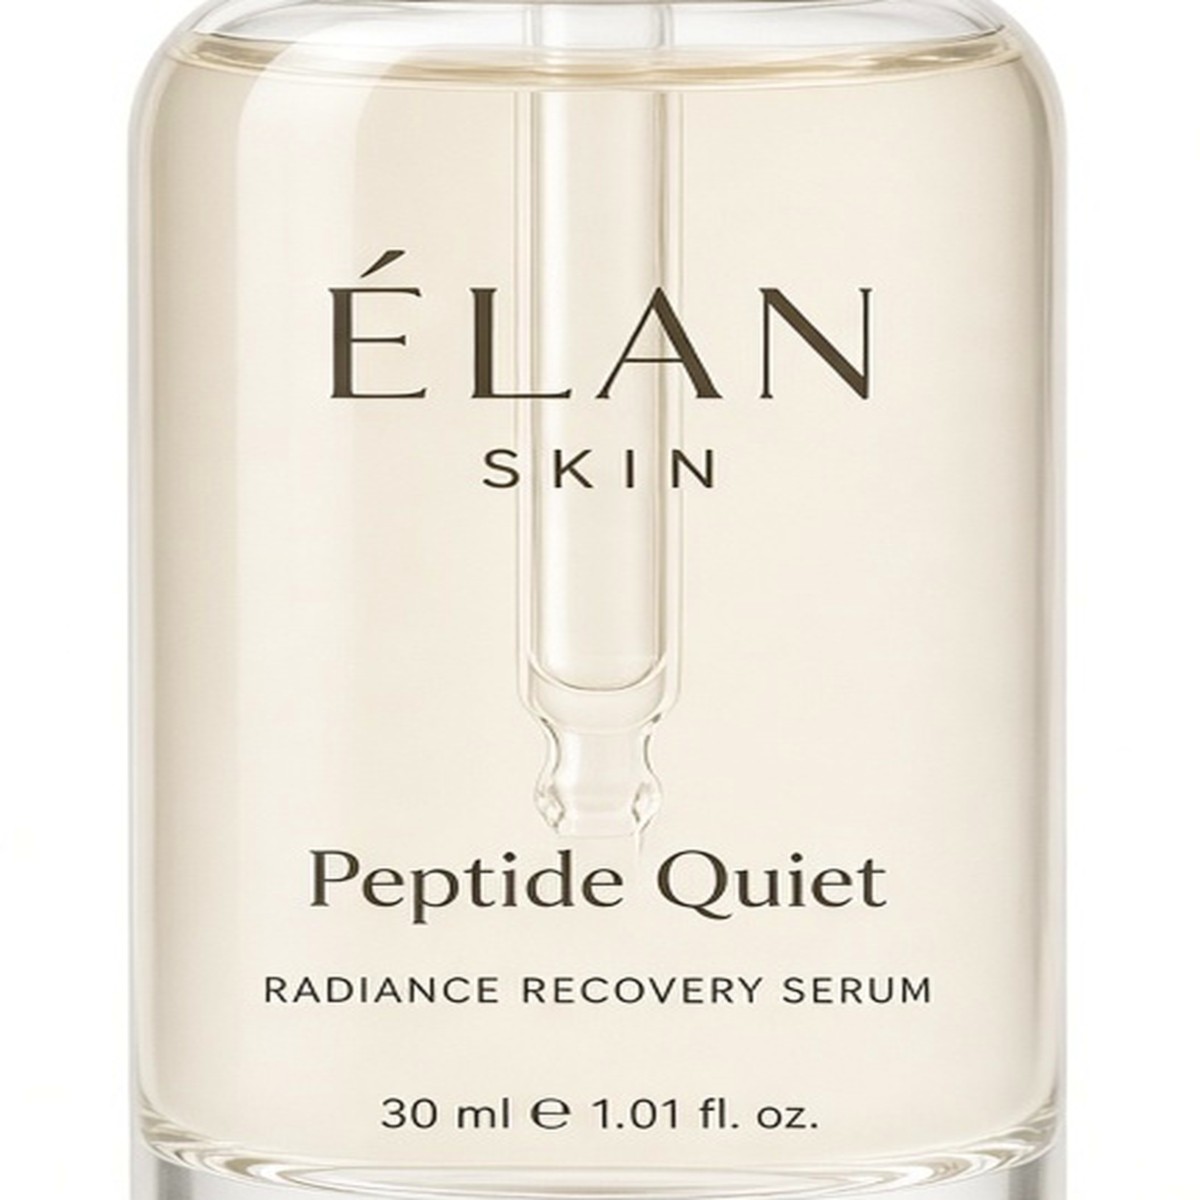 ÉLAN
SKIN
Peptide Quiet
RADIANCE RECOVERY SERUM
30 ml ℮ 1.01 fl. oz.